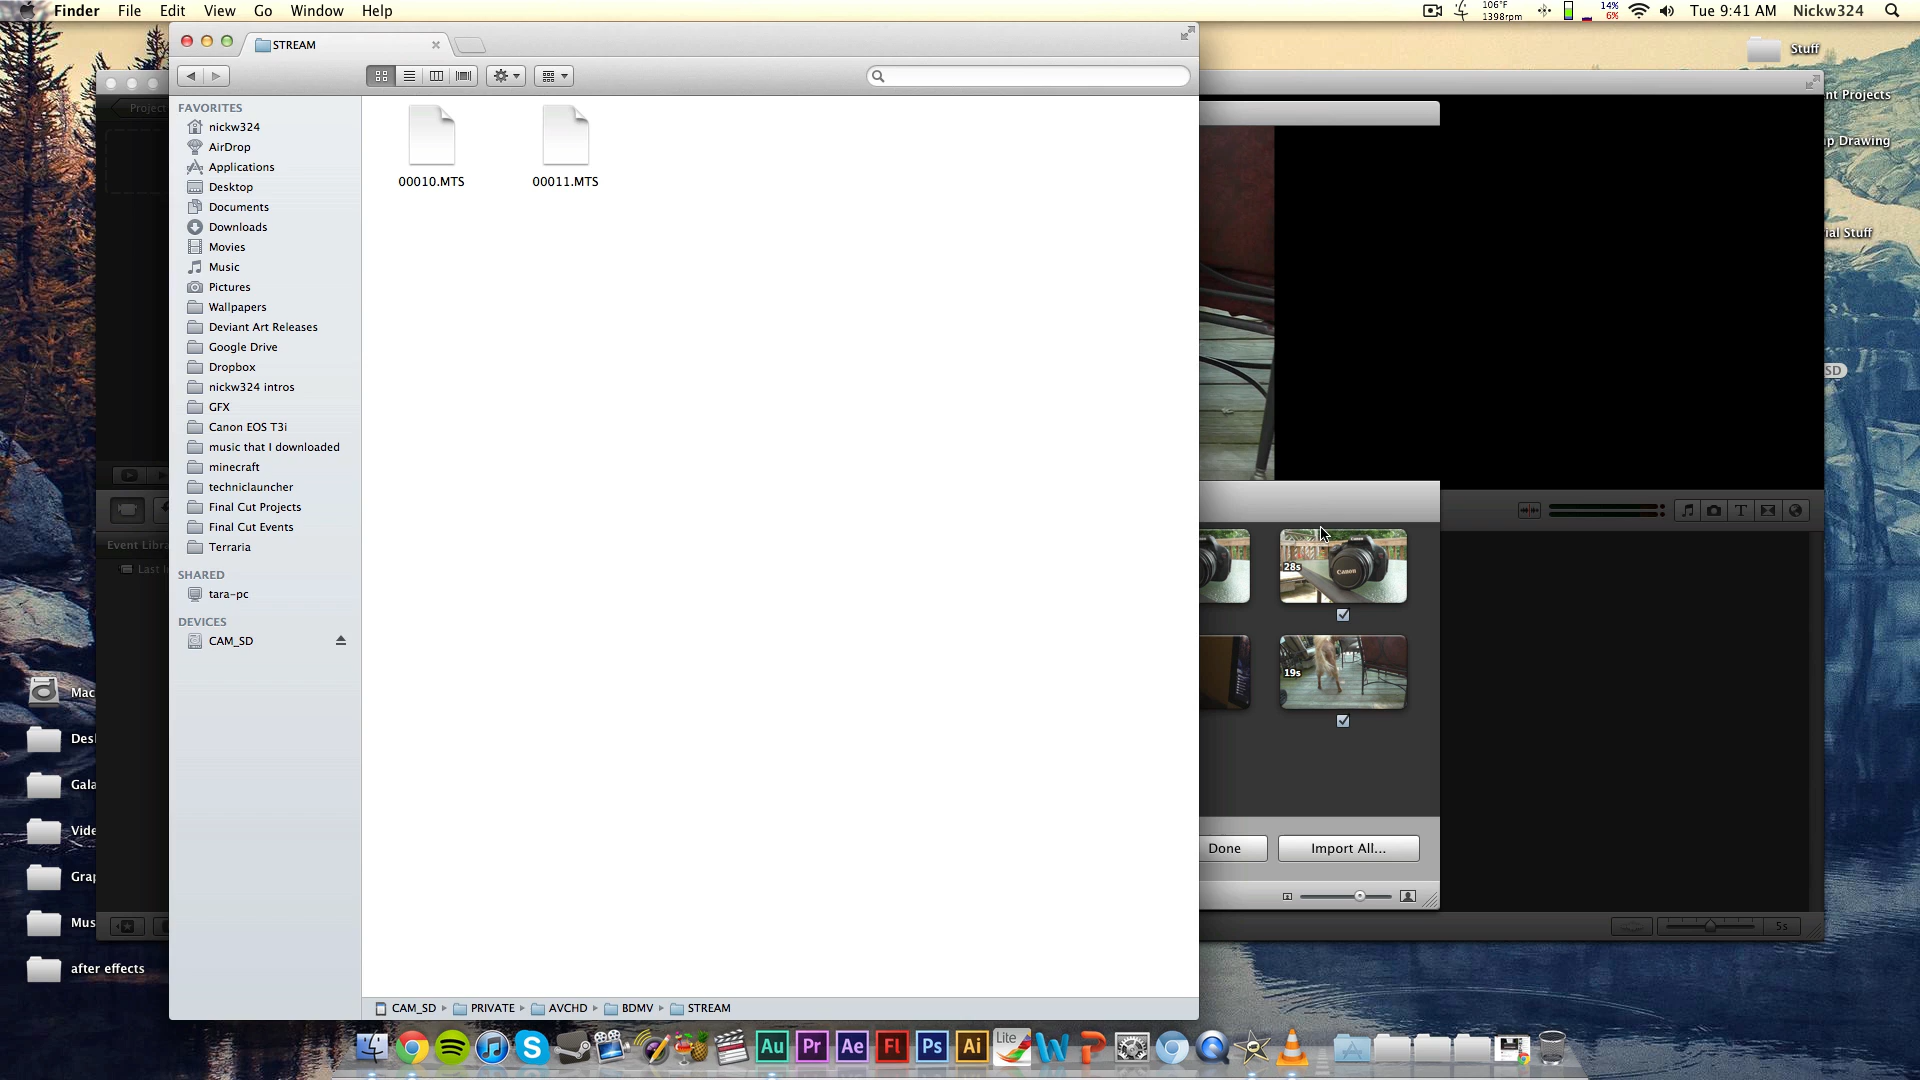 Finder File Edit View Go Window Help
106°F
1398rpm
14%
6%
Tue 9:41 AM Nickw324
STREAM
Stuff
Project
nt Projects
FAVORITES
nickw324
AirDrop
Applications
Desktop
Documents
Downloads
Movies
Music
Pictures
Wallpapers
Deviant Art Releases
Google Drive
Dropbox
nickw324 intros
GFX
Canon EOS T3i
music that I downloaded
minecraft
techniclauncher
Final Cut Projects
Final Cut Events
Terraria
SHARED
tara-pc
DEVICES
CAM_SD
00010.MTS
00011.MTS
p Drawing
ial Stuff
SD
Event Libra
Last I
T
28s
Canon
19s
Done
Import All...
5s
Mac
Des
Gala
Vide
Grap
Mus
after effects
CAM_SD PRIVATE AVCHD BDMV STREAM
Au Pr Ae Fl Ps Ai Lite W P